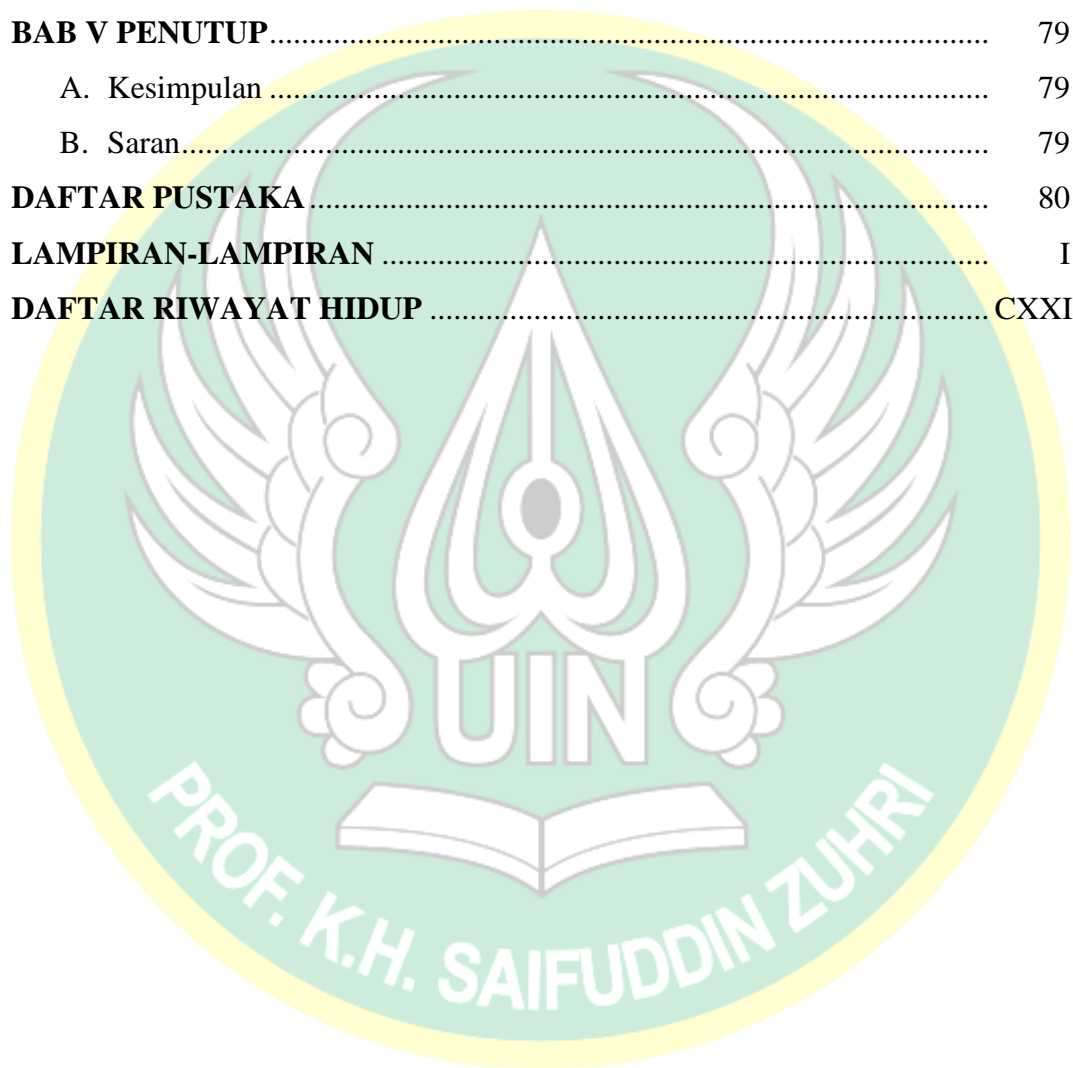 BAB V PENUTUP........................................................................................ 79
A. Kesimpulan ........................................................................................ 79
B. Saran................................................................................................... 79
DAFTAR PUSTAKA................................................................................... 80
LAMPIRAN-LAMPIRAN .......................................................................... I
DAFTAR RIWAYAT HIDUP .................................................................... CXXI
UIN
PROF. K.H. SAIFUDDIN ZUHRI